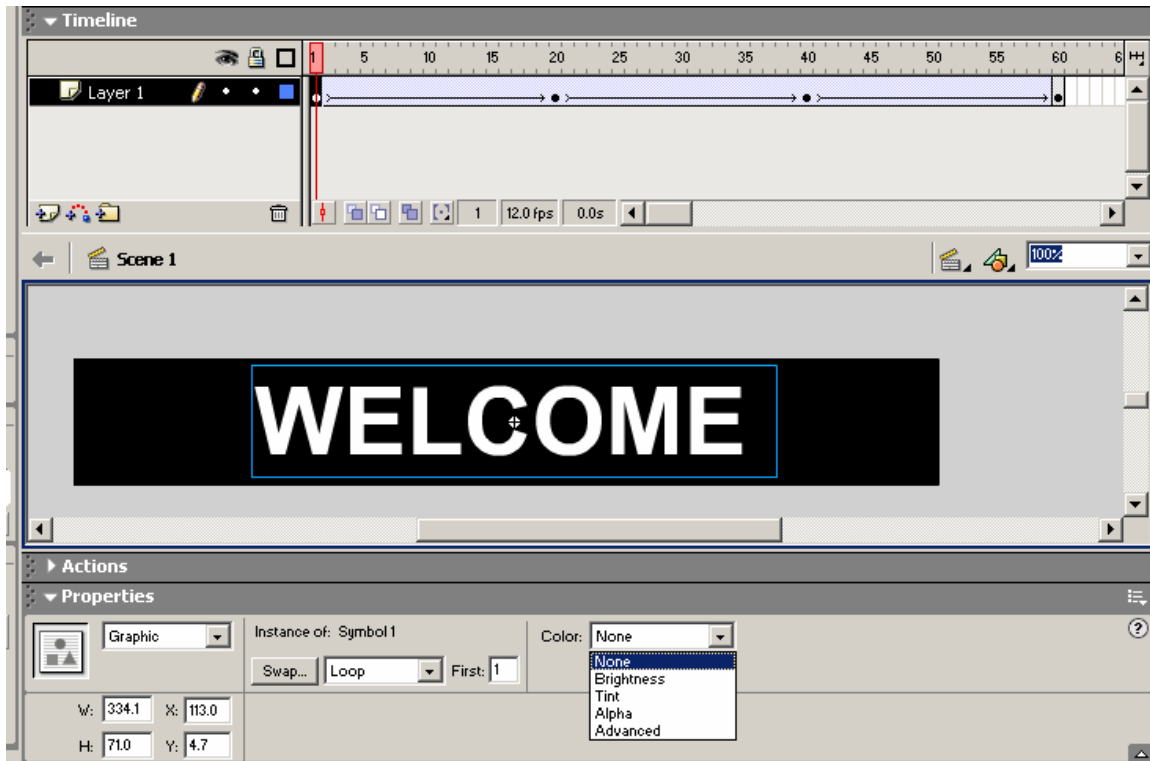 Timeline
1 5 10 15 20 25 30 35 40 45 50 55 60 6
Layer 1
1 12.0 fps 0.0s
Scene 1
100%
WELCOME
Actions
Properties
Graphic Instance of: Symbol 1 Color: None
None
Swap... Loop First: 1
Brightness
Tint
W: 334.1 X: 113.0 Alpha
Advanced
H: 71.0 Y: 4.7